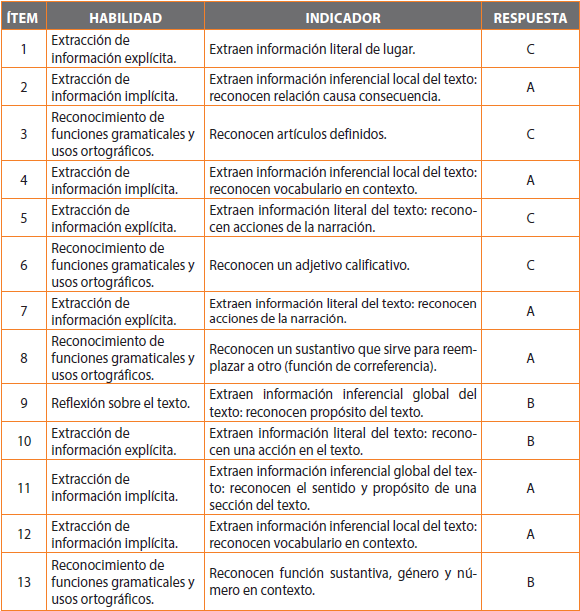 ÍTEM HABILIDAD INDICADOR RESPUESTA
1 Extracción de información explícita. Extraen información literal de lugar. C
2 Extracción de información implícita. Extraen información inferencial local del texto: reconocen relación causa consecuencia. A
3 Reconocimiento de funciones gramaticales y usos ortográficos. Reconocen artículos definidos. C
4 Extracción de información implícita. Extraen información inferencial local del texto: reconocen vocabulario en contexto. A
5 Extracción de información explícita. Extraen información literal del texto: recono-cen acciones de la narración. C
6 Reconocimiento de funciones gramaticales y usos ortográficos. Reconocen un adjetivo calificativo. C
7 Extracción de información explícita. Extraen información literal del texto: reconocen acciones de la narración. A
8 Reconocimiento de funciones gramaticales y usos ortográficos. Reconocen un sustantivo que sirve para reem-plazar a otro (función de correferencia). A
9 Reflexión sobre el texto. Extraen información inferencial global del texto: reconocen propósito del texto. B
10 Extracción de información explícita. Extraen información literal del texto: recono-cen una acción en el texto. B
11 Extracción de información implícita. Extraen información inferencial global del tex-to: reconocen el sentido y propósito de una sección del texto. A
12 Extracción de información implícita. Extraen información inferencial local del texto: reconocen vocabulario en contexto. A
13 Reconocimiento de funciones gramaticales y usos ortográficos. Reconocen función sustantiva, género y nú-mero en contexto. B